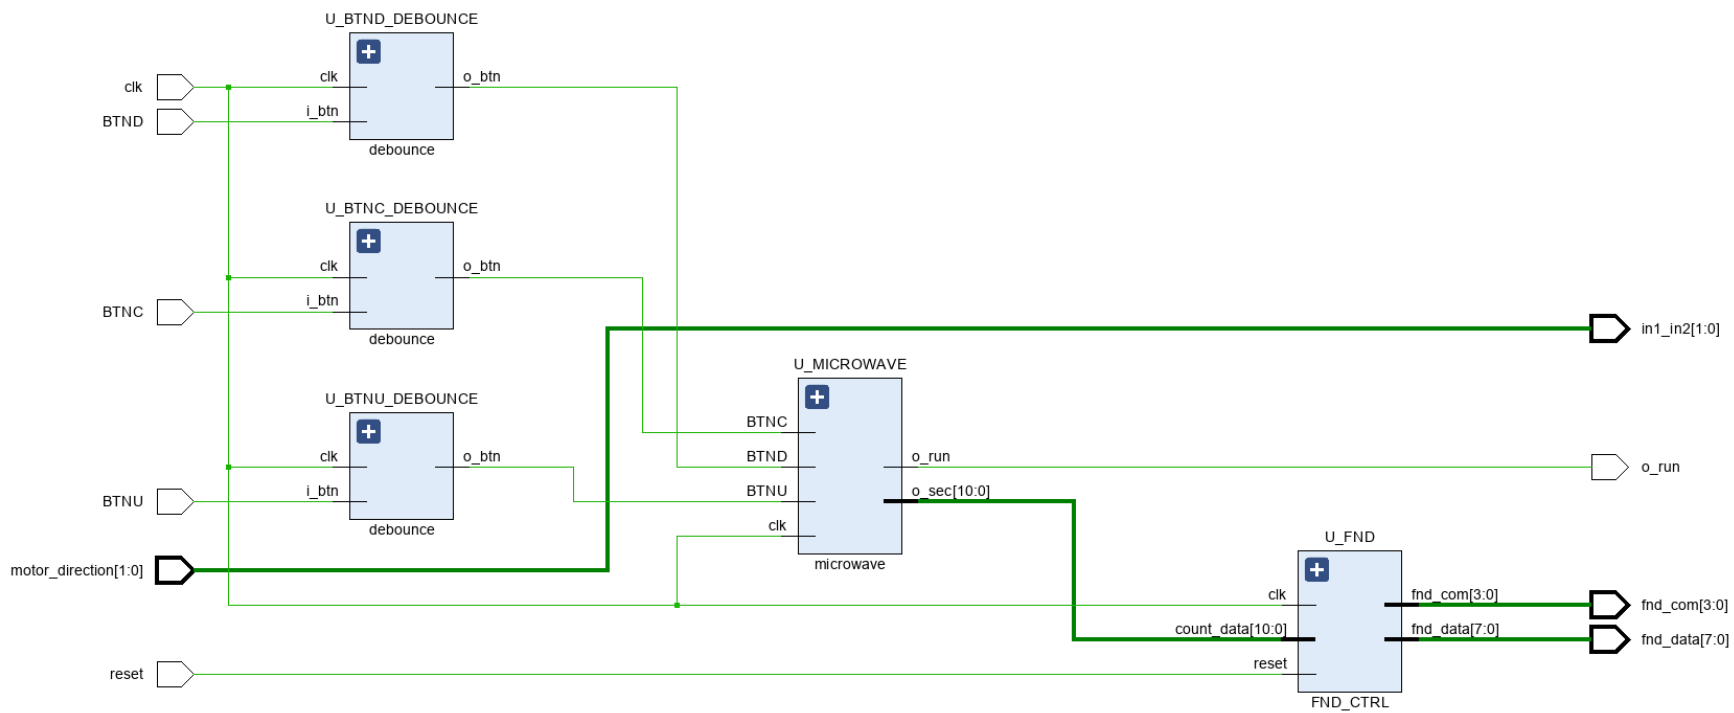 U_BTND_DEBOUNCE
clk
clk
o_btn
BTND
i_btn
debounce
U_BTNC_DEBOUNCE
clk
o_btn
BTNC
i_btn
debounce
in1_in2[1:0]
U_MICROWAVE
U_BTNU_DEBOUNCE
BTNC
clk
o_btn
BTND
o_run
o_run
BTNU
i_btn
BTNU
o_sec[10:0]
debounce
clk
U_FND
microwave
motor_direction[1:0]
clk
fnd_com[3:0]
fnd_com[3:0]
count_data[10:0]
fnd_data[7:0]
fnd_data[7:0]
reset
reset
FND_CTRL